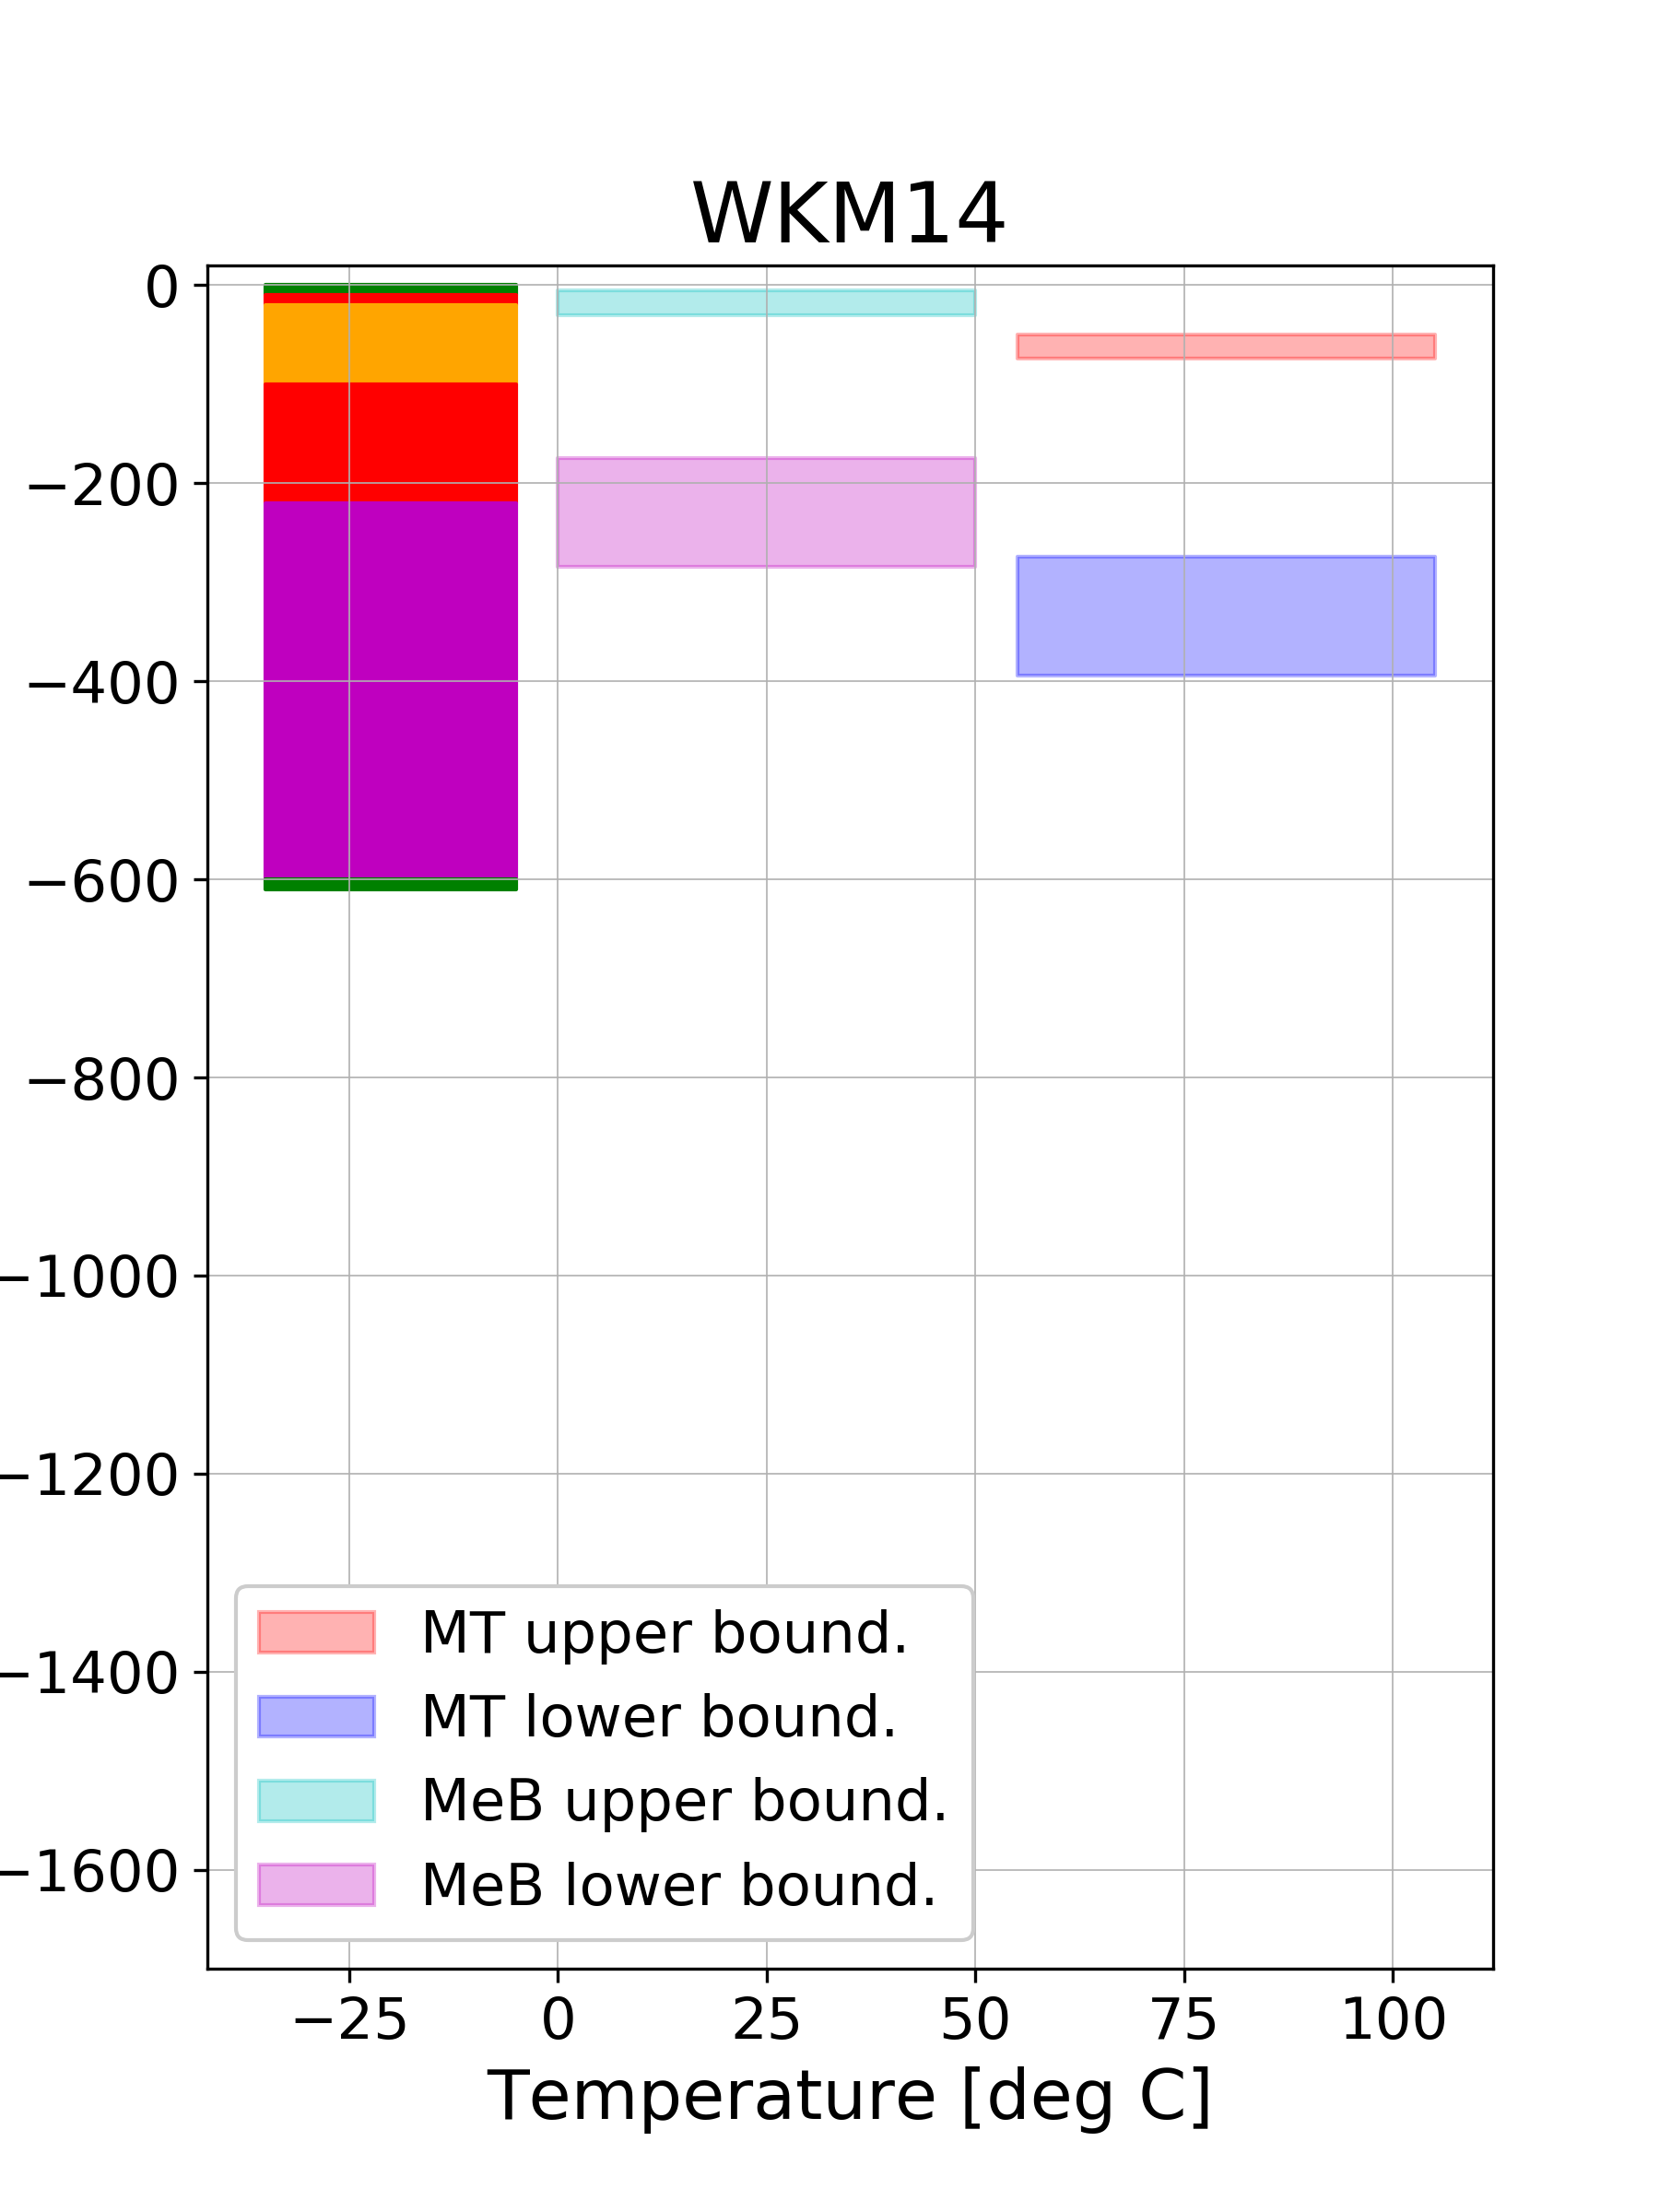 WKM14
0
−200
−400
−600
−800
−1000
−1200
−1400
−1600
MT upper bound.
MT lower bound.
MeB upper bound.
MeB lower bound.
−25 0 25 50 75 100
Temperature [deg C]